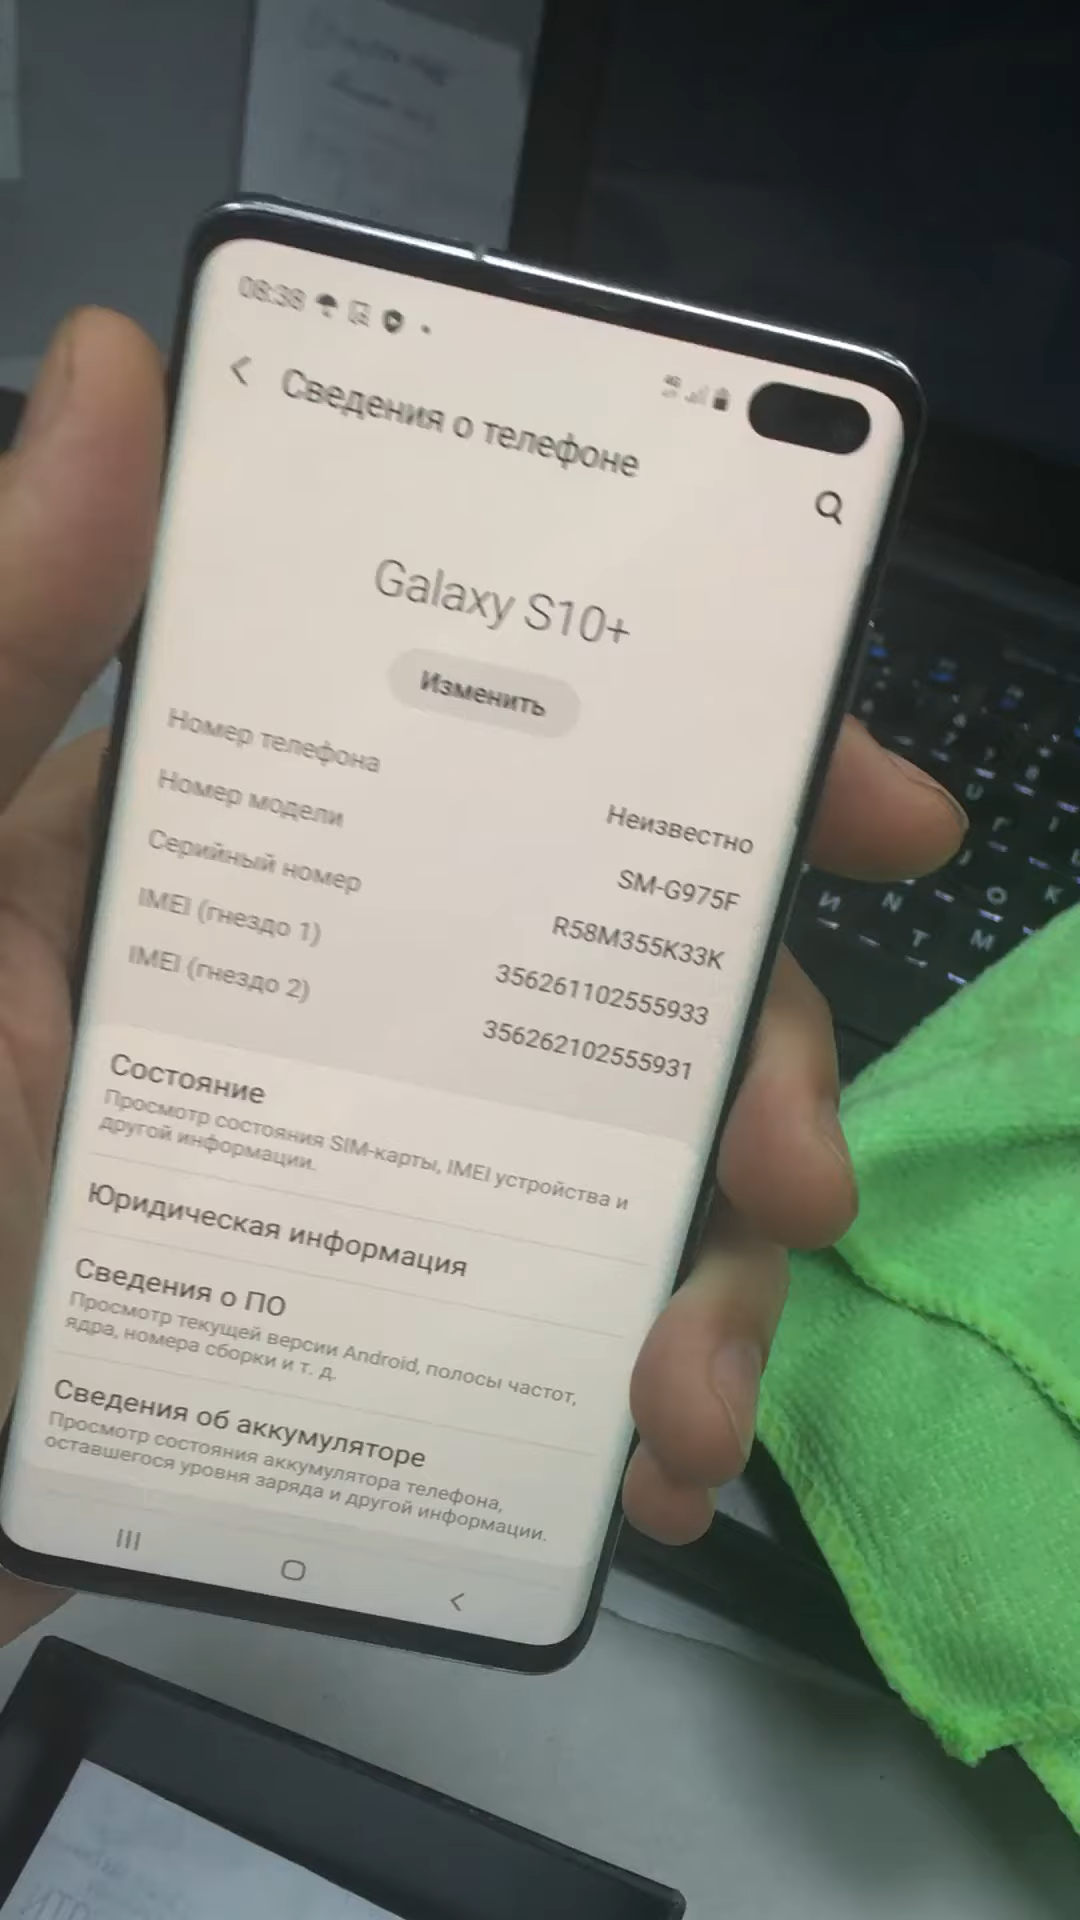 08:38
Сведения о телефоне
Galaxy S10+
Изменить
Номер телефона
Неизвестно
Номер модели
SM-G975F
Серийный номер
R58M355K33K
IMEI (гнездо 1)
356261102555933
IMEI (гнездо 2)
356262102555931
Состояние
Просмотр состояния SIM-карты, IMEI устройства и
другой информации.
Юридическая информация
Сведения о ПО
Просмотр текущей версии Android, полосы частот,
ядра, номера сборки и т. д.
Сведения об аккумуляторе
Просмотр состояния аккумулятора телефона,
оставшегося уровня заряда и другой информации.